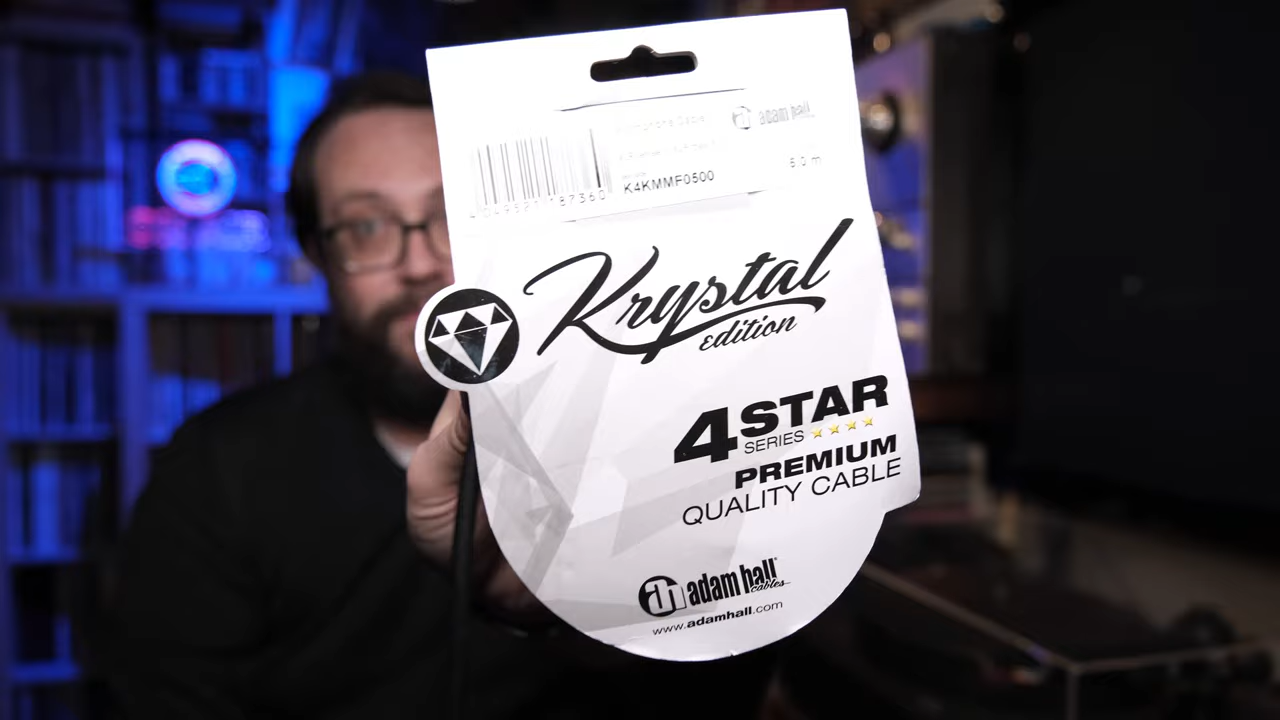 adam hall
K4KMMF0500
5.0 m
Krystal
edition
4STAR
SERIES
PREMIUM
QUALITY CABLE
adam hall
cables
www.adamhall.com